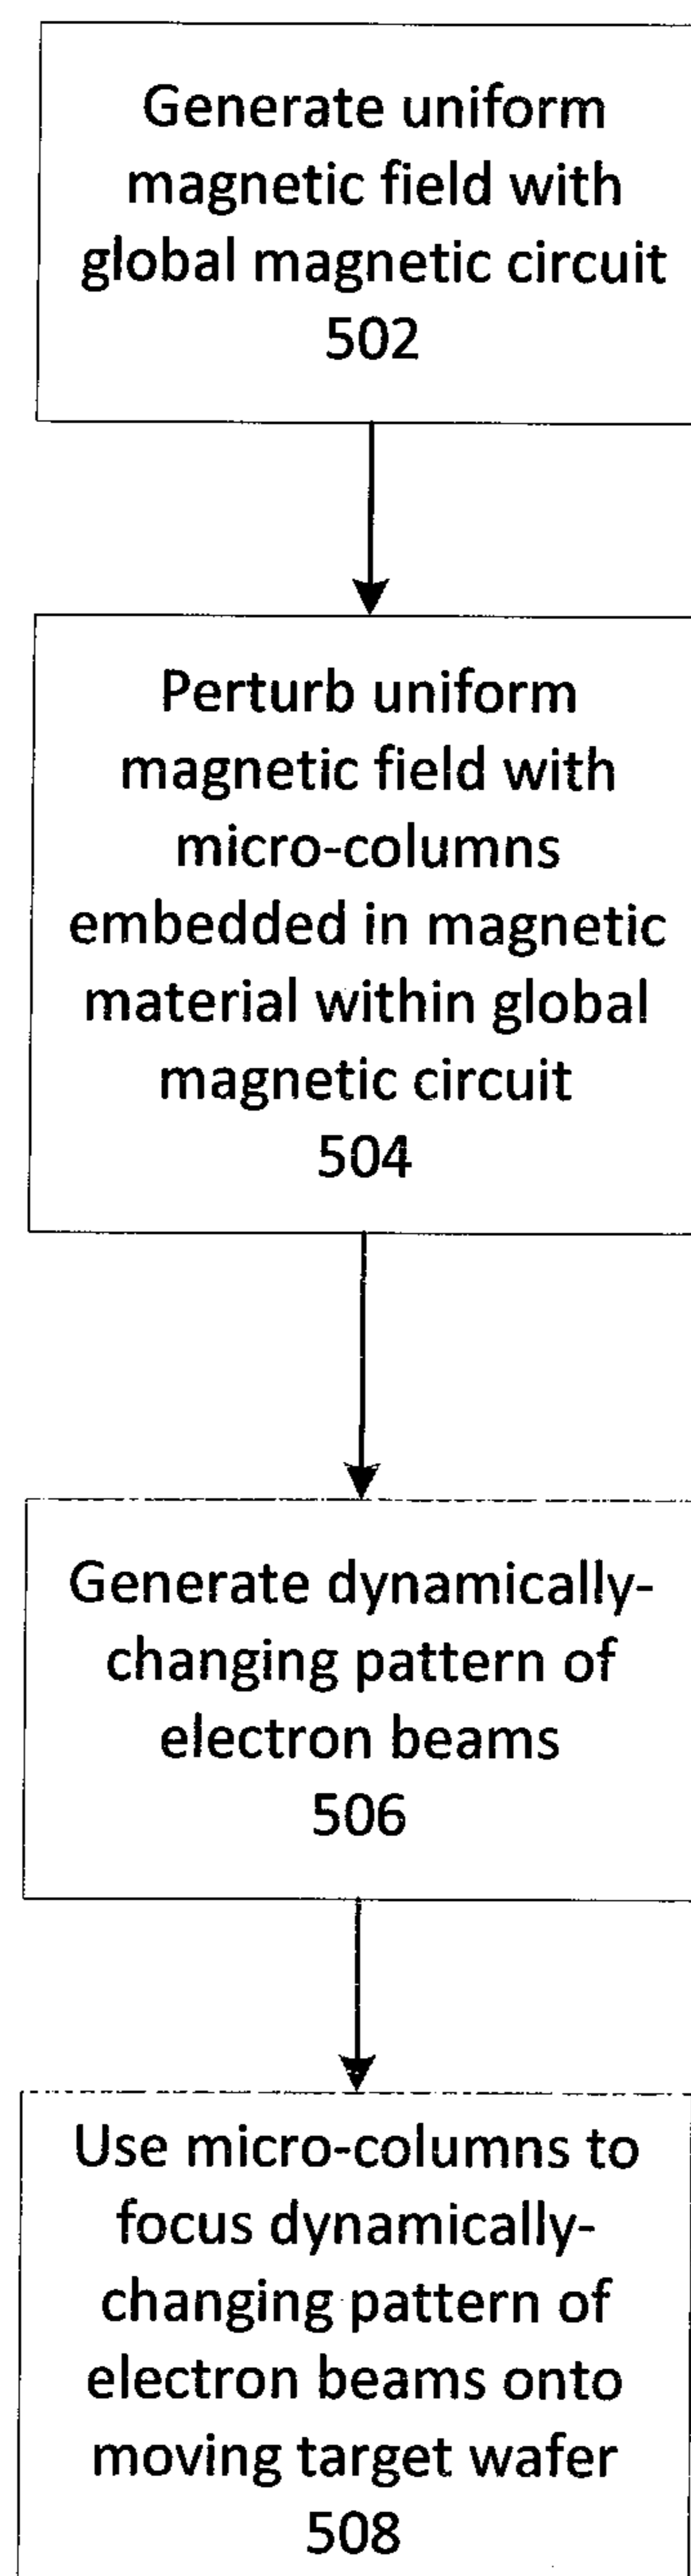 Generate uniform
magnetic field with
global magnetic circuit
502
Perturb uniform
magnetic field with
micro-columns
embedded in magnetic
material within global
magnetic circuit
504
Generate dynamically-
changing pattern of
electron beams
506
Use micro-columns to
focus dynamically-
changing pattern of
electron beams onto
moving target wafer
508